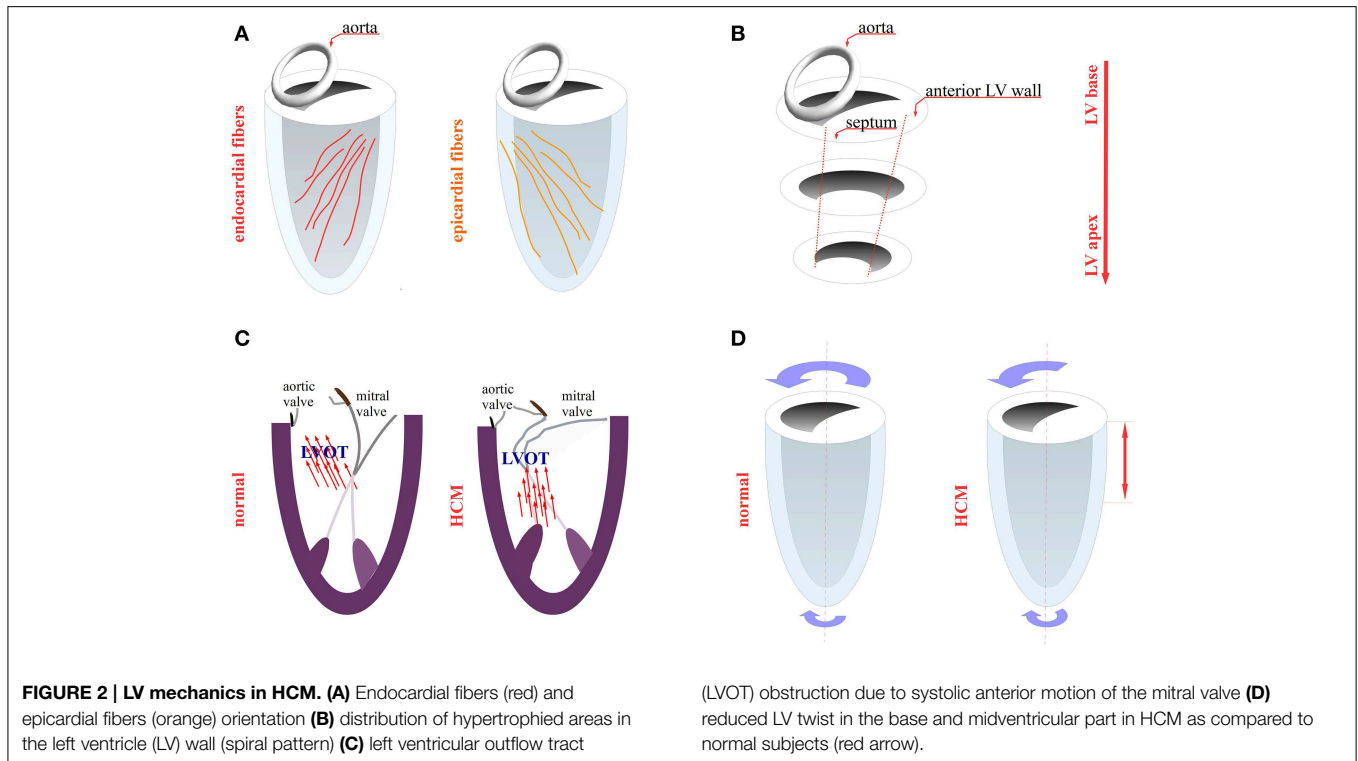 A
aorta
endocardial fibers
epicardial fibers
B
aorta
anterior LV wall
septum
LV base
LV apex
C
aortic
valve
mitral
valve
LVOT
normal
aortic
valve
mitral
valve
LVOT
HCM
D
normal
HCM
FIGURE 2 | LV mechanics in HCM. (A) Endocardial fibers (red) and
epicardial fibers (orange) orientation (B) distribution of hypertrophied areas in
the left ventricle (LV) wall (spiral pattern) (C) left ventricular outflow tract
(LVOT) obstruction due to systolic anterior motion of the mitral valve (D)
reduced LV twist in the base and midventricular part in HCM as compared to
normal subjects (red arrow).